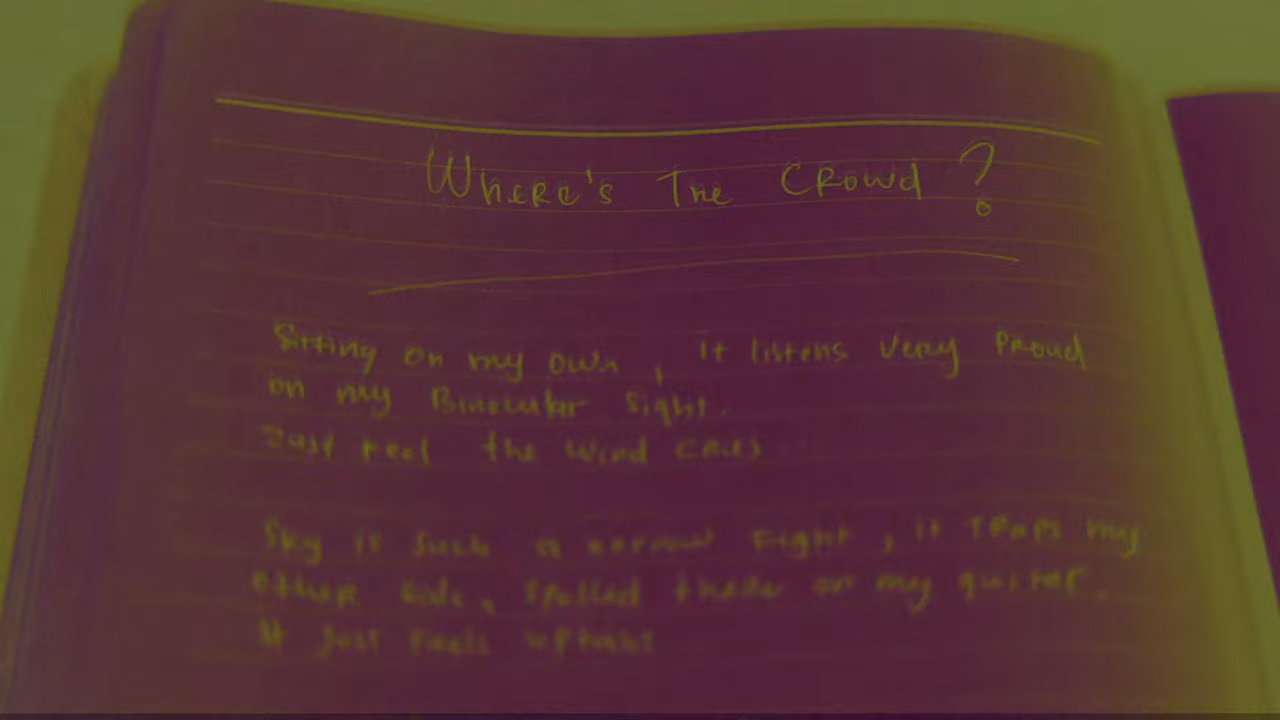 Where's The Crowd ?
Sitting on my own , it listens very Proud
on my Binocular sight.
Just feel the wind cries
Sky is such a narrow Fight , it TRAPS my
other side, spilled there on my guitar.
It just Feels